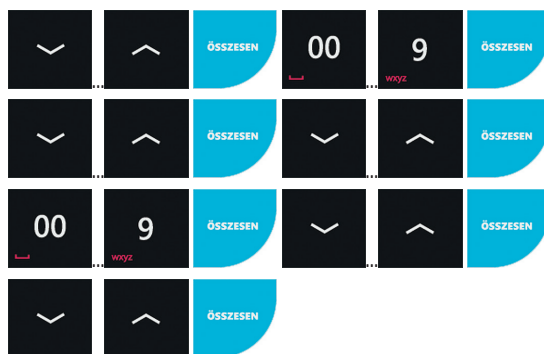 ... ÖSSZESEN 00 ... 9 wxyz ÖSSZESEN
... ÖSSZESEN ... ÖSSZESEN
00 ... 9 wxyz ÖSSZESEN ... ÖSSZESEN
ÖSSZESEN